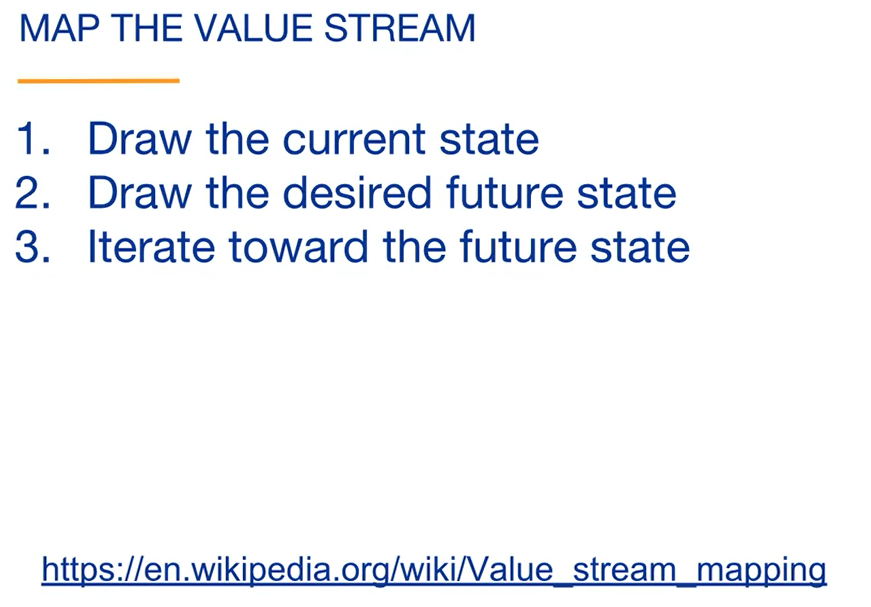 MAP THE VALUE STREAM
1. Draw the current state
2. Draw the desired future state
3. Iterate toward the future state
https://en.wikipedia.org/wiki/Value_stream_mapping